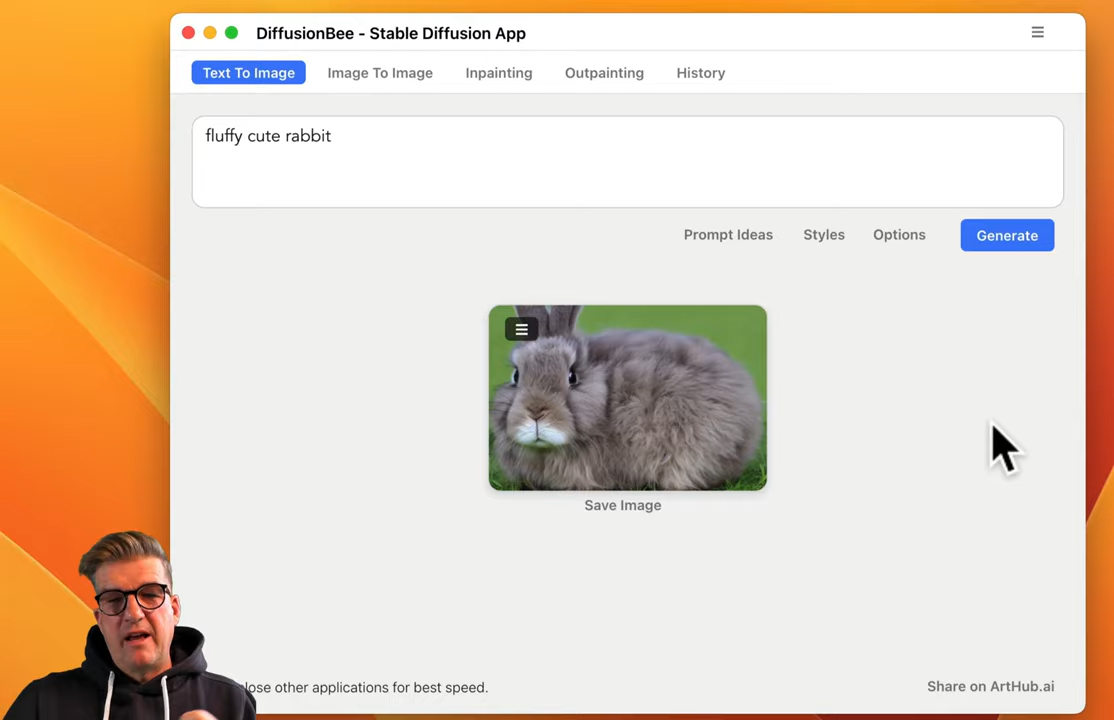 DiffusionBee - Stable Diffusion App
Text To Image Image To Image Inpainting Outpainting History
fluffy cute rabbit
Prompt Ideas Styles Options Generate
Save Image
other applications for best speed.
Share on ArtHub.ai